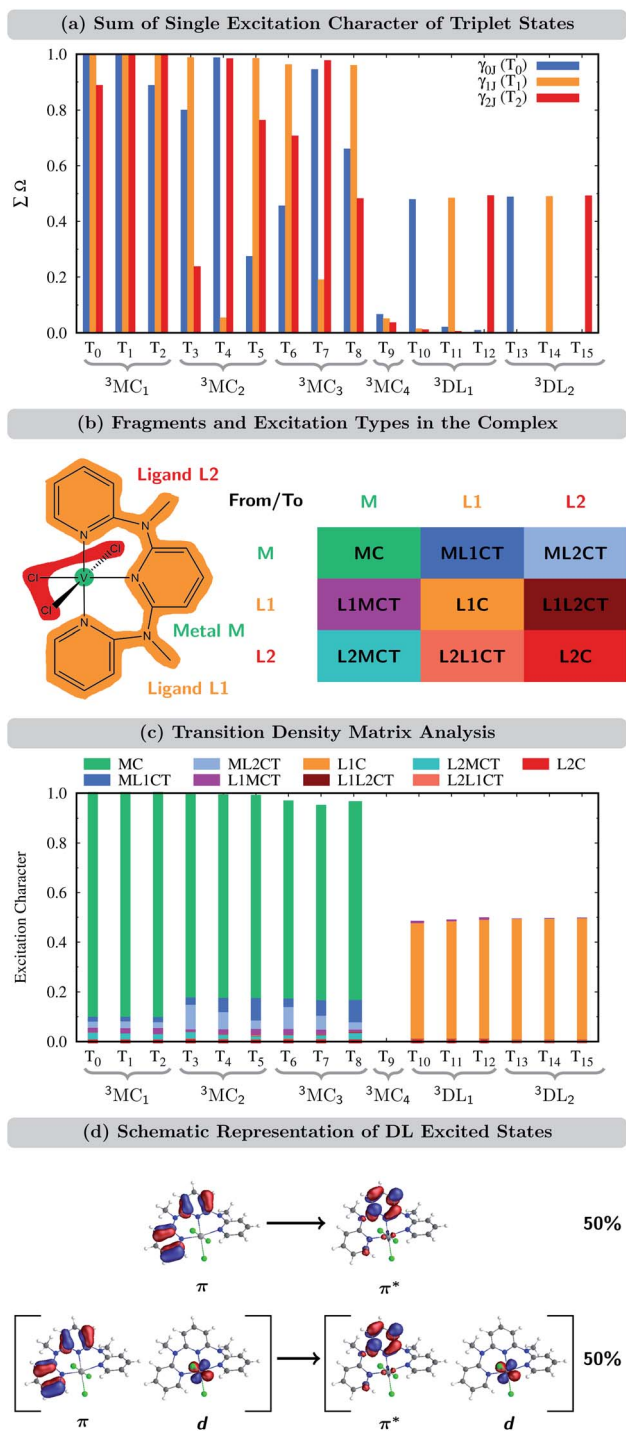 (a) Sum of Single Excitation Character of Triplet States
1.0
0.8
0.6
0.4
0.2
0.0
Σ Ω
γ0J (T0)
γ1J (T1)
γ2J (T2)
T0 T1 T2 T3 T4 T5 T6 T7 T8 T9 T10 T11 T12 T13 T14 T15
³MC₁ ³MC₂ ³MC₃ ³MC₄ ³DL₁ ³DL₂
(b) Fragments and Excitation Types in the Complex
Ligand L2
N
N
Cl
Cl
V
N
Cl
N
N
Metal M
Ligand L1
From/To M L1 L2
M MC ML1CT ML2CT
L1 L1MCT L1C L1L2CT
L2 L2MCT L2L1CT L2C
(c) Transition Density Matrix Analysis
MC ML2CT L1C L2MCT L2C
ML1CT L1MCT L1L2CT L2L1CT
1.0
0.8
0.6
0.4
0.2
0.0
Excitation Character
T0 T1 T2 T3 T4 T5 T6 T7 T8 T9 T10 T11 T12 T13 T14 T15
³MC₁ ³MC₂ ³MC₃ ³MC₄ ³DL₁ ³DL₂
(d) Schematic Representation of DL Excited States
50%
π π*
50%
π d π* d